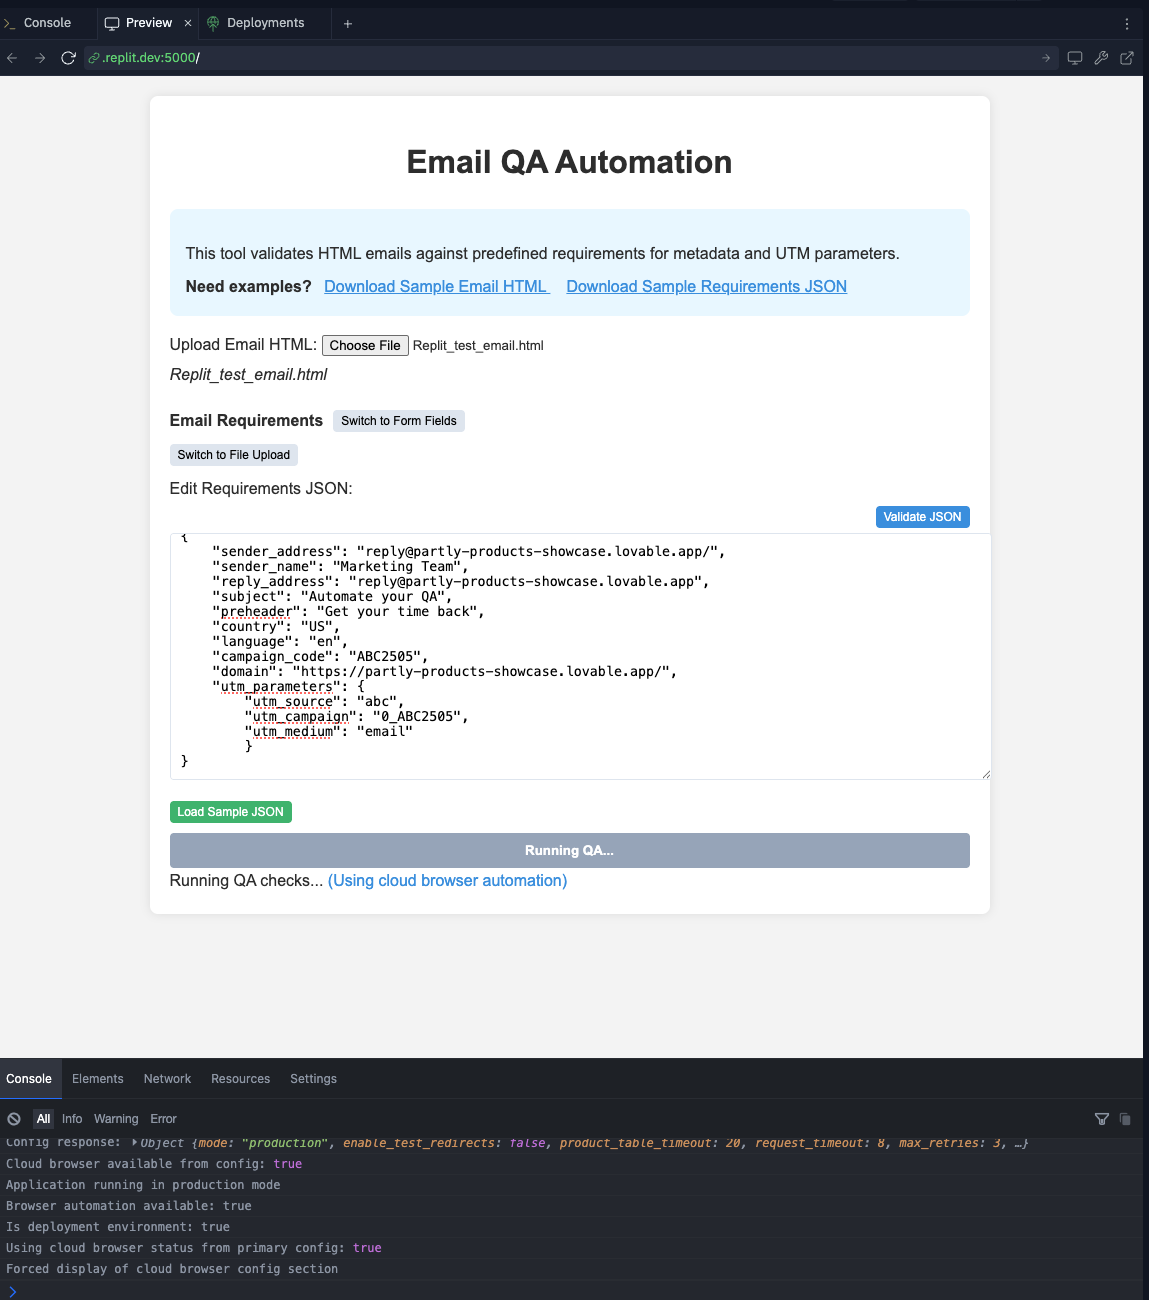 Console
Preview ×
Deployments
+
.replit.dev:5000/
Email QA Automation
This tool validates HTML emails against predefined requirements for metadata and UTM parameters.
Need examples? Download Sample Email HTML Download Sample Requirements JSON
Upload Email HTML: Choose File Replit_test_email.html
Replit_test_email.html
Email Requirements Switch to Form Fields
Switch to File Upload
Edit Requirements JSON:
Validate JSON
{
"sender_address": "reply@partly-products-showcase.lovable.app/",
"sender_name": "Marketing Team",
"reply_address": "reply@partly-products-showcase.lovable.app",
"subject": "Automate your QA",
"preheader": "Get your time back",
"country": "US",
"language": "en",
"campaign_code": "ABC2505",
"domain": "https://partly-products-showcase.lovable.app/",
"utm_parameters": {
"utm_source": "abc",
"utm_campaign": "0_ABC2505",
"utm_medium": "email"
}
}
Load Sample JSON
Running QA...
Running QA checks... (Using cloud browser automation)
Console Elements Network Resources Settings
All Info Warning Error
Config response: Object {mode: "production", enable_test_redirects: false, product_table_timeout: 20, request_timeout: 8, max_retries: 3, …}
Cloud browser available from config: true
Application running in production mode
Browser automation available: true
Is deployment environment: true
Using cloud browser status from primary config: true
Forced display of cloud browser config section